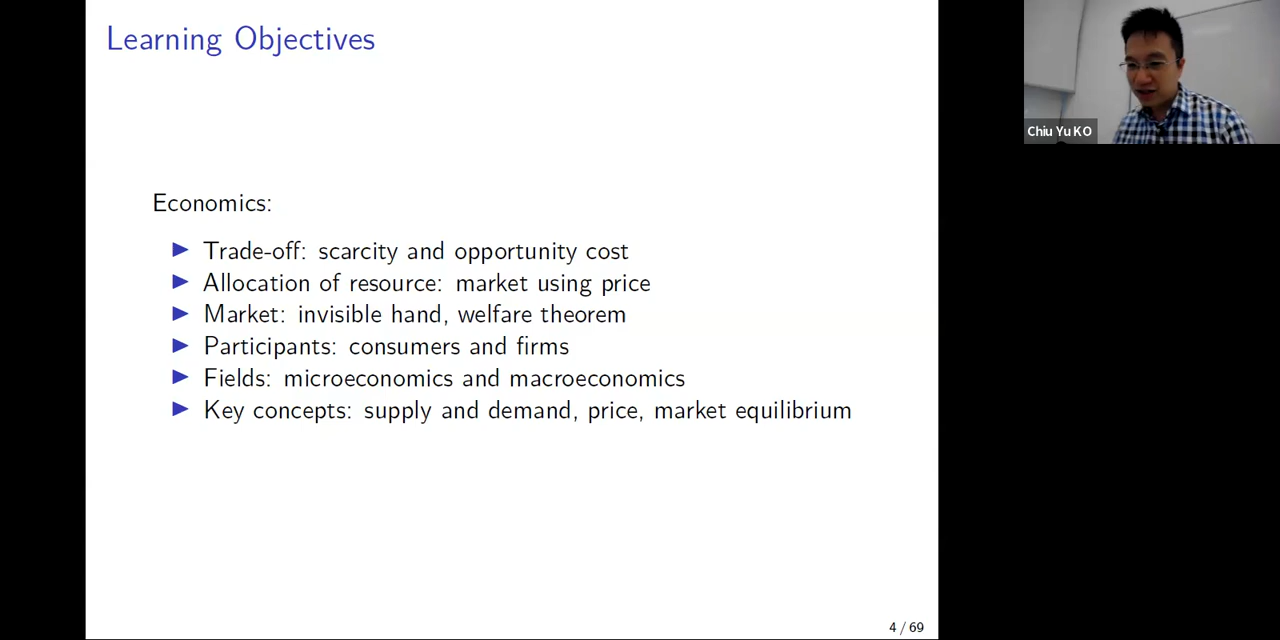 Learning Objectives
Economics:
▶ Trade-off: scarcity and opportunity cost
▶ Allocation of resource: market using price
▶ Market: invisible hand, welfare theorem
▶ Participants: consumers and firms
▶ Fields: microeconomics and macroeconomics
▶ Key concepts: supply and demand, price, market equilibrium
4 / 69
Chiu Yu KO